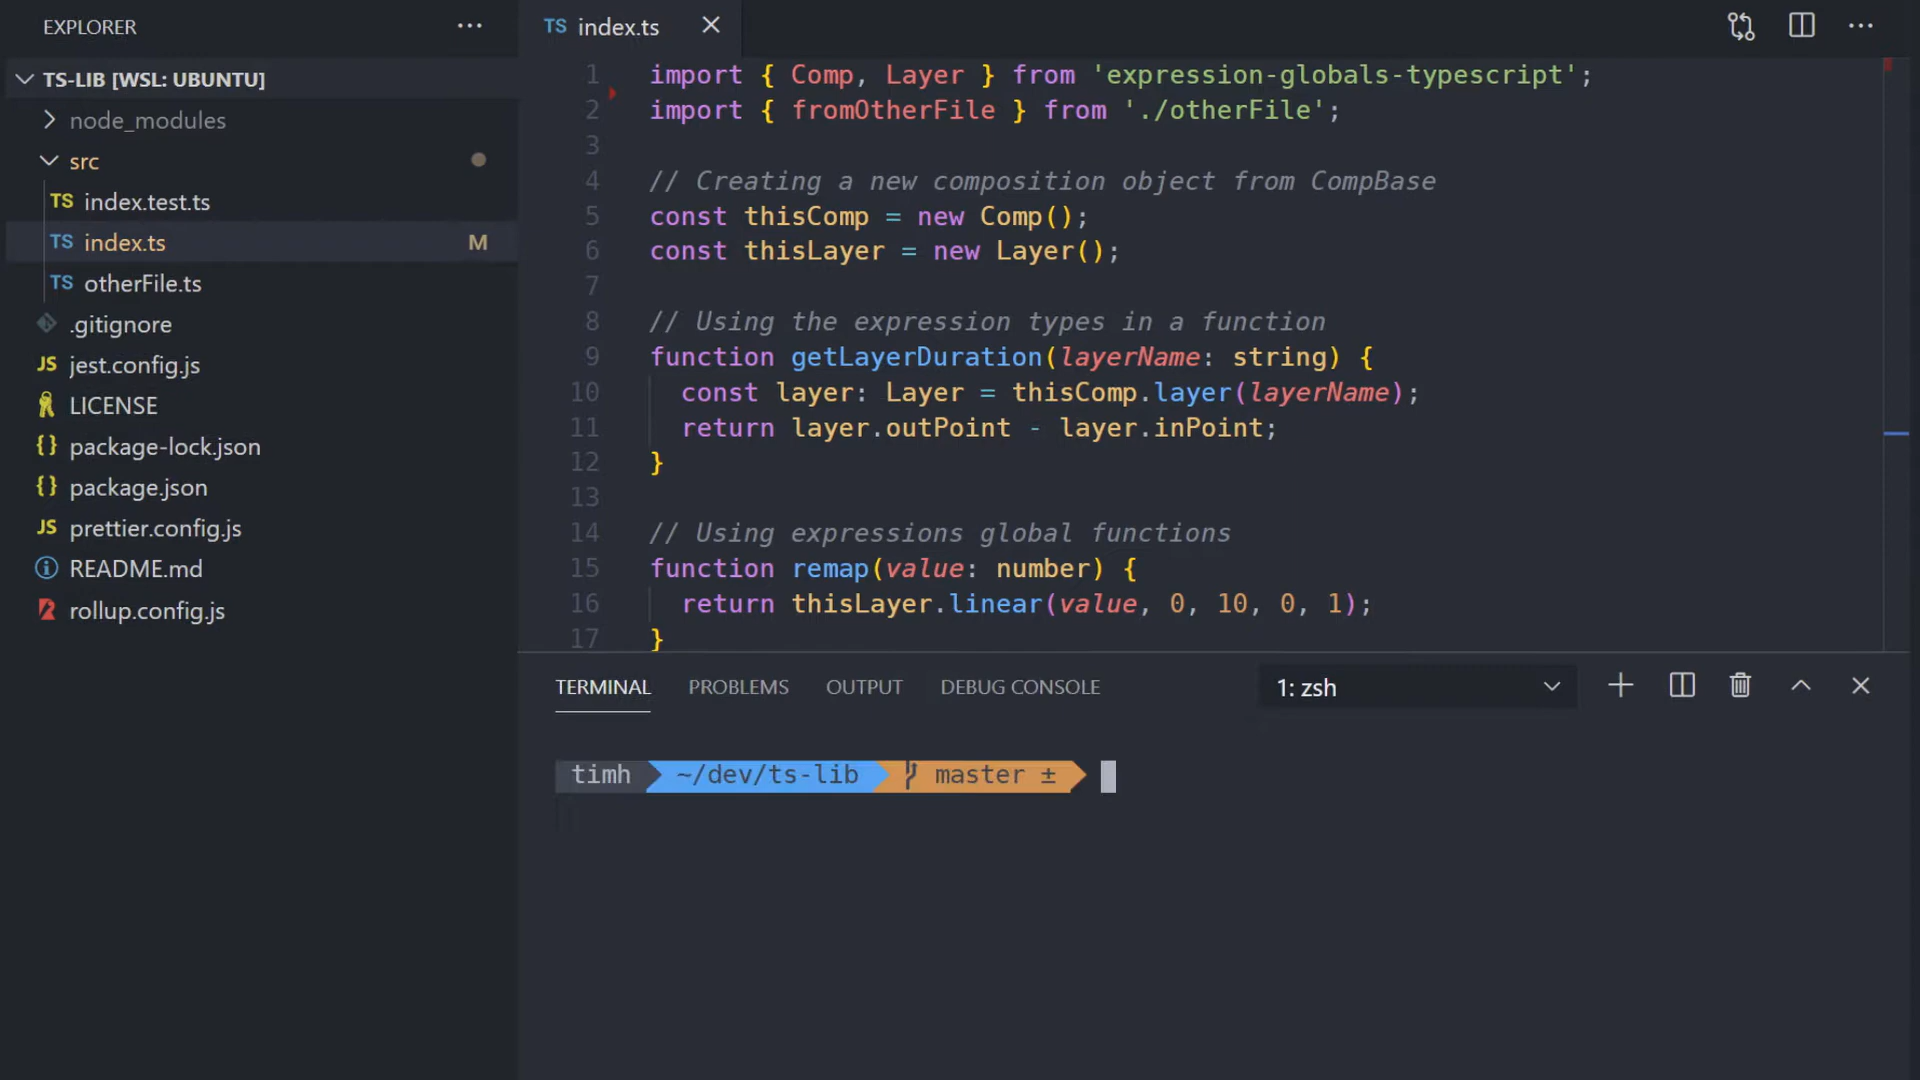 EXPLORER
TS-LIB [WSL: UBUNTU]
node_modules
src
TS index.test.ts
TS index.ts M
TS otherFile.ts
.gitignore
JS jest.config.js
LICENSE
{} package-lock.json
{} package.json
JS prettier.config.js
README.md
rollup.config.js
TS index.ts
1 import { Comp, Layer } from 'expression-globals-typescript';
2 import { fromOtherFile } from './otherFile';
3
4 // Creating a new composition object from CompBase
5 const thisComp = new Comp();
6 const thisLayer = new Layer();
7
8 // Using the expression types in a function
9 function getLayerDuration(layerName: string) {
10 const layer: Layer = thisComp.layer(layerName);
11 return layer.outPoint - layer.inPoint;
12 }
13
14 // Using expressions global functions
15 function remap(value: number) {
16 return thisLayer.linear(value, 0, 10, 0, 1);
17 }
TERMINAL PROBLEMS OUTPUT DEBUG CONSOLE 1: zsh
timh ~/dev/ts-lib master ±